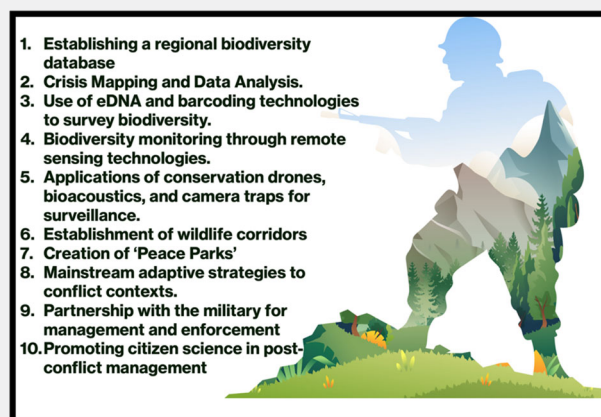 1. Establishing a regional biodiversity
database
2. Crisis Mapping and Data Analysis.
3. Use of eDNA and barcoding technologies
to survey biodiversity.
4. Biodiversity monitoring through remote
sensing technologies.
5. Applications of conservation drones,
bioacoustics, and camera traps for
surveillance.
6. Establishment of wildlife corridors
7. Creation of ‘Peace Parks’
8. Mainstream adaptive strategies to
conflict contexts.
9. Partnership with the military for
management and enforcement
10. Promoting citizen science in post-
conflict management